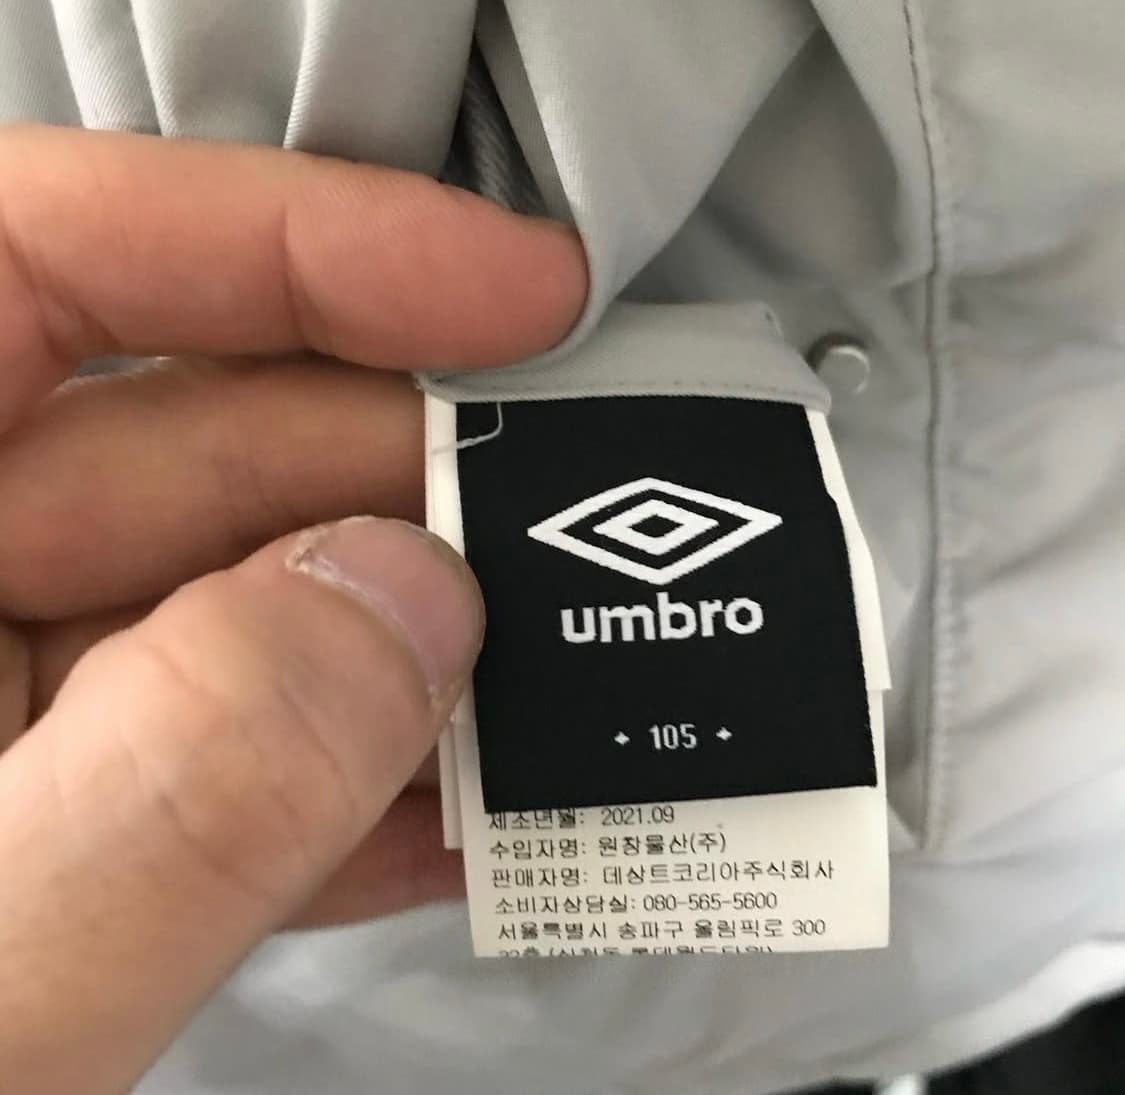 umbro
105
제조년월: 2021.09
수입자명: 원창물산(주)
판매자명: 데상트코리아주식회사
소비자상담실: 080-565-5600
서울특별시 송파구 올림픽로 300